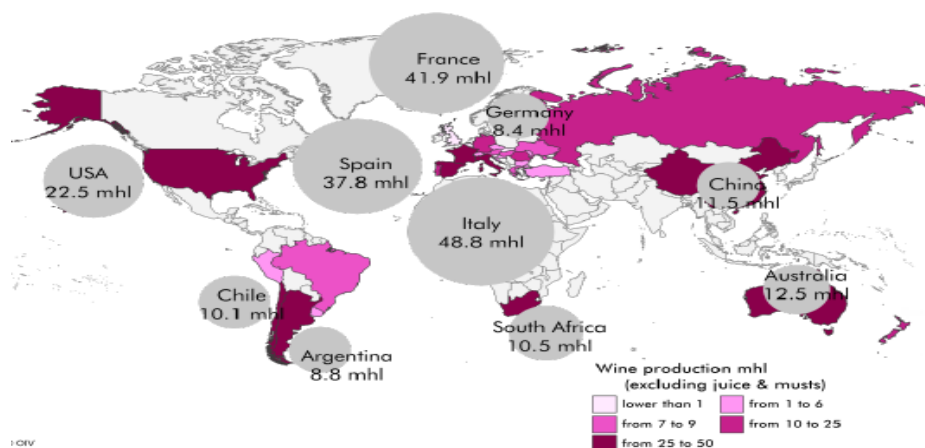 France
41.9 mhl
Germany
8.4 mhl
USA
22.5 mhl
Spain
37.8 mhl
China
11.5 mhl
Italy
48.8 mhl
Australia
12.5 mhl
Chile
10.1 mhl
South Africa
10.5 mhl
Argentina
8.8 mhl
Wine production mhl
(excluding juice & musts)
lower than 1
from 1 to 6
from 7 to 9
from 10 to 25
from 25 to 50
OIV